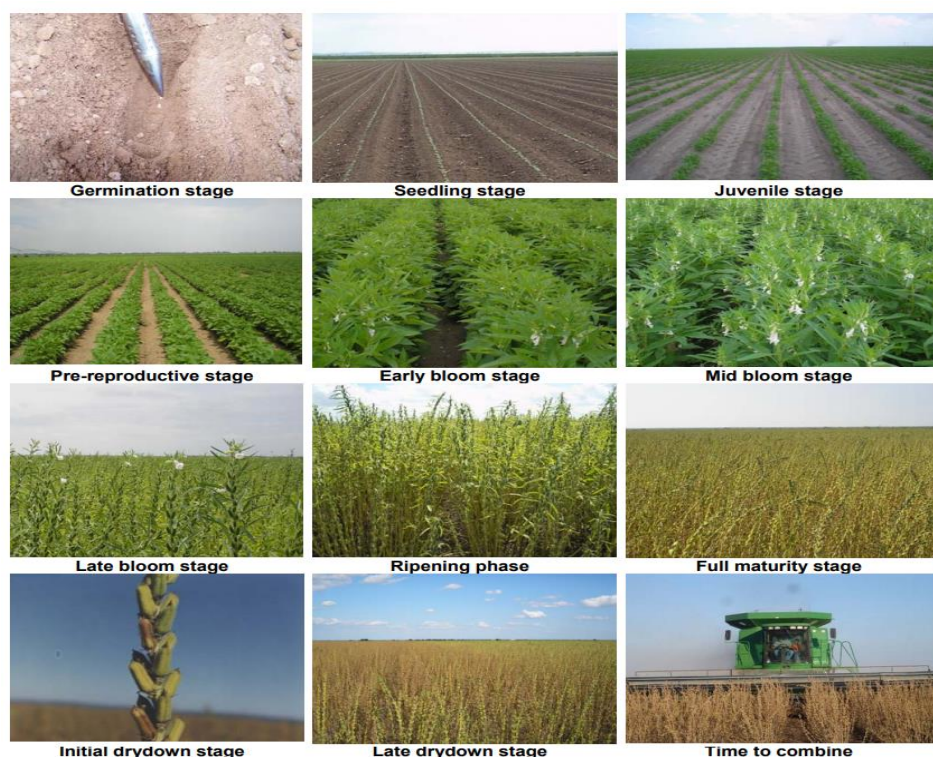 Germination stage
Seedling stage
Juvenile stage
Pre-reproductive stage
Early bloom stage
Mid bloom stage
Late bloom stage
Ripening phase
Full maturity stage
Initial drydown stage
Late drydown stage
Time to combine